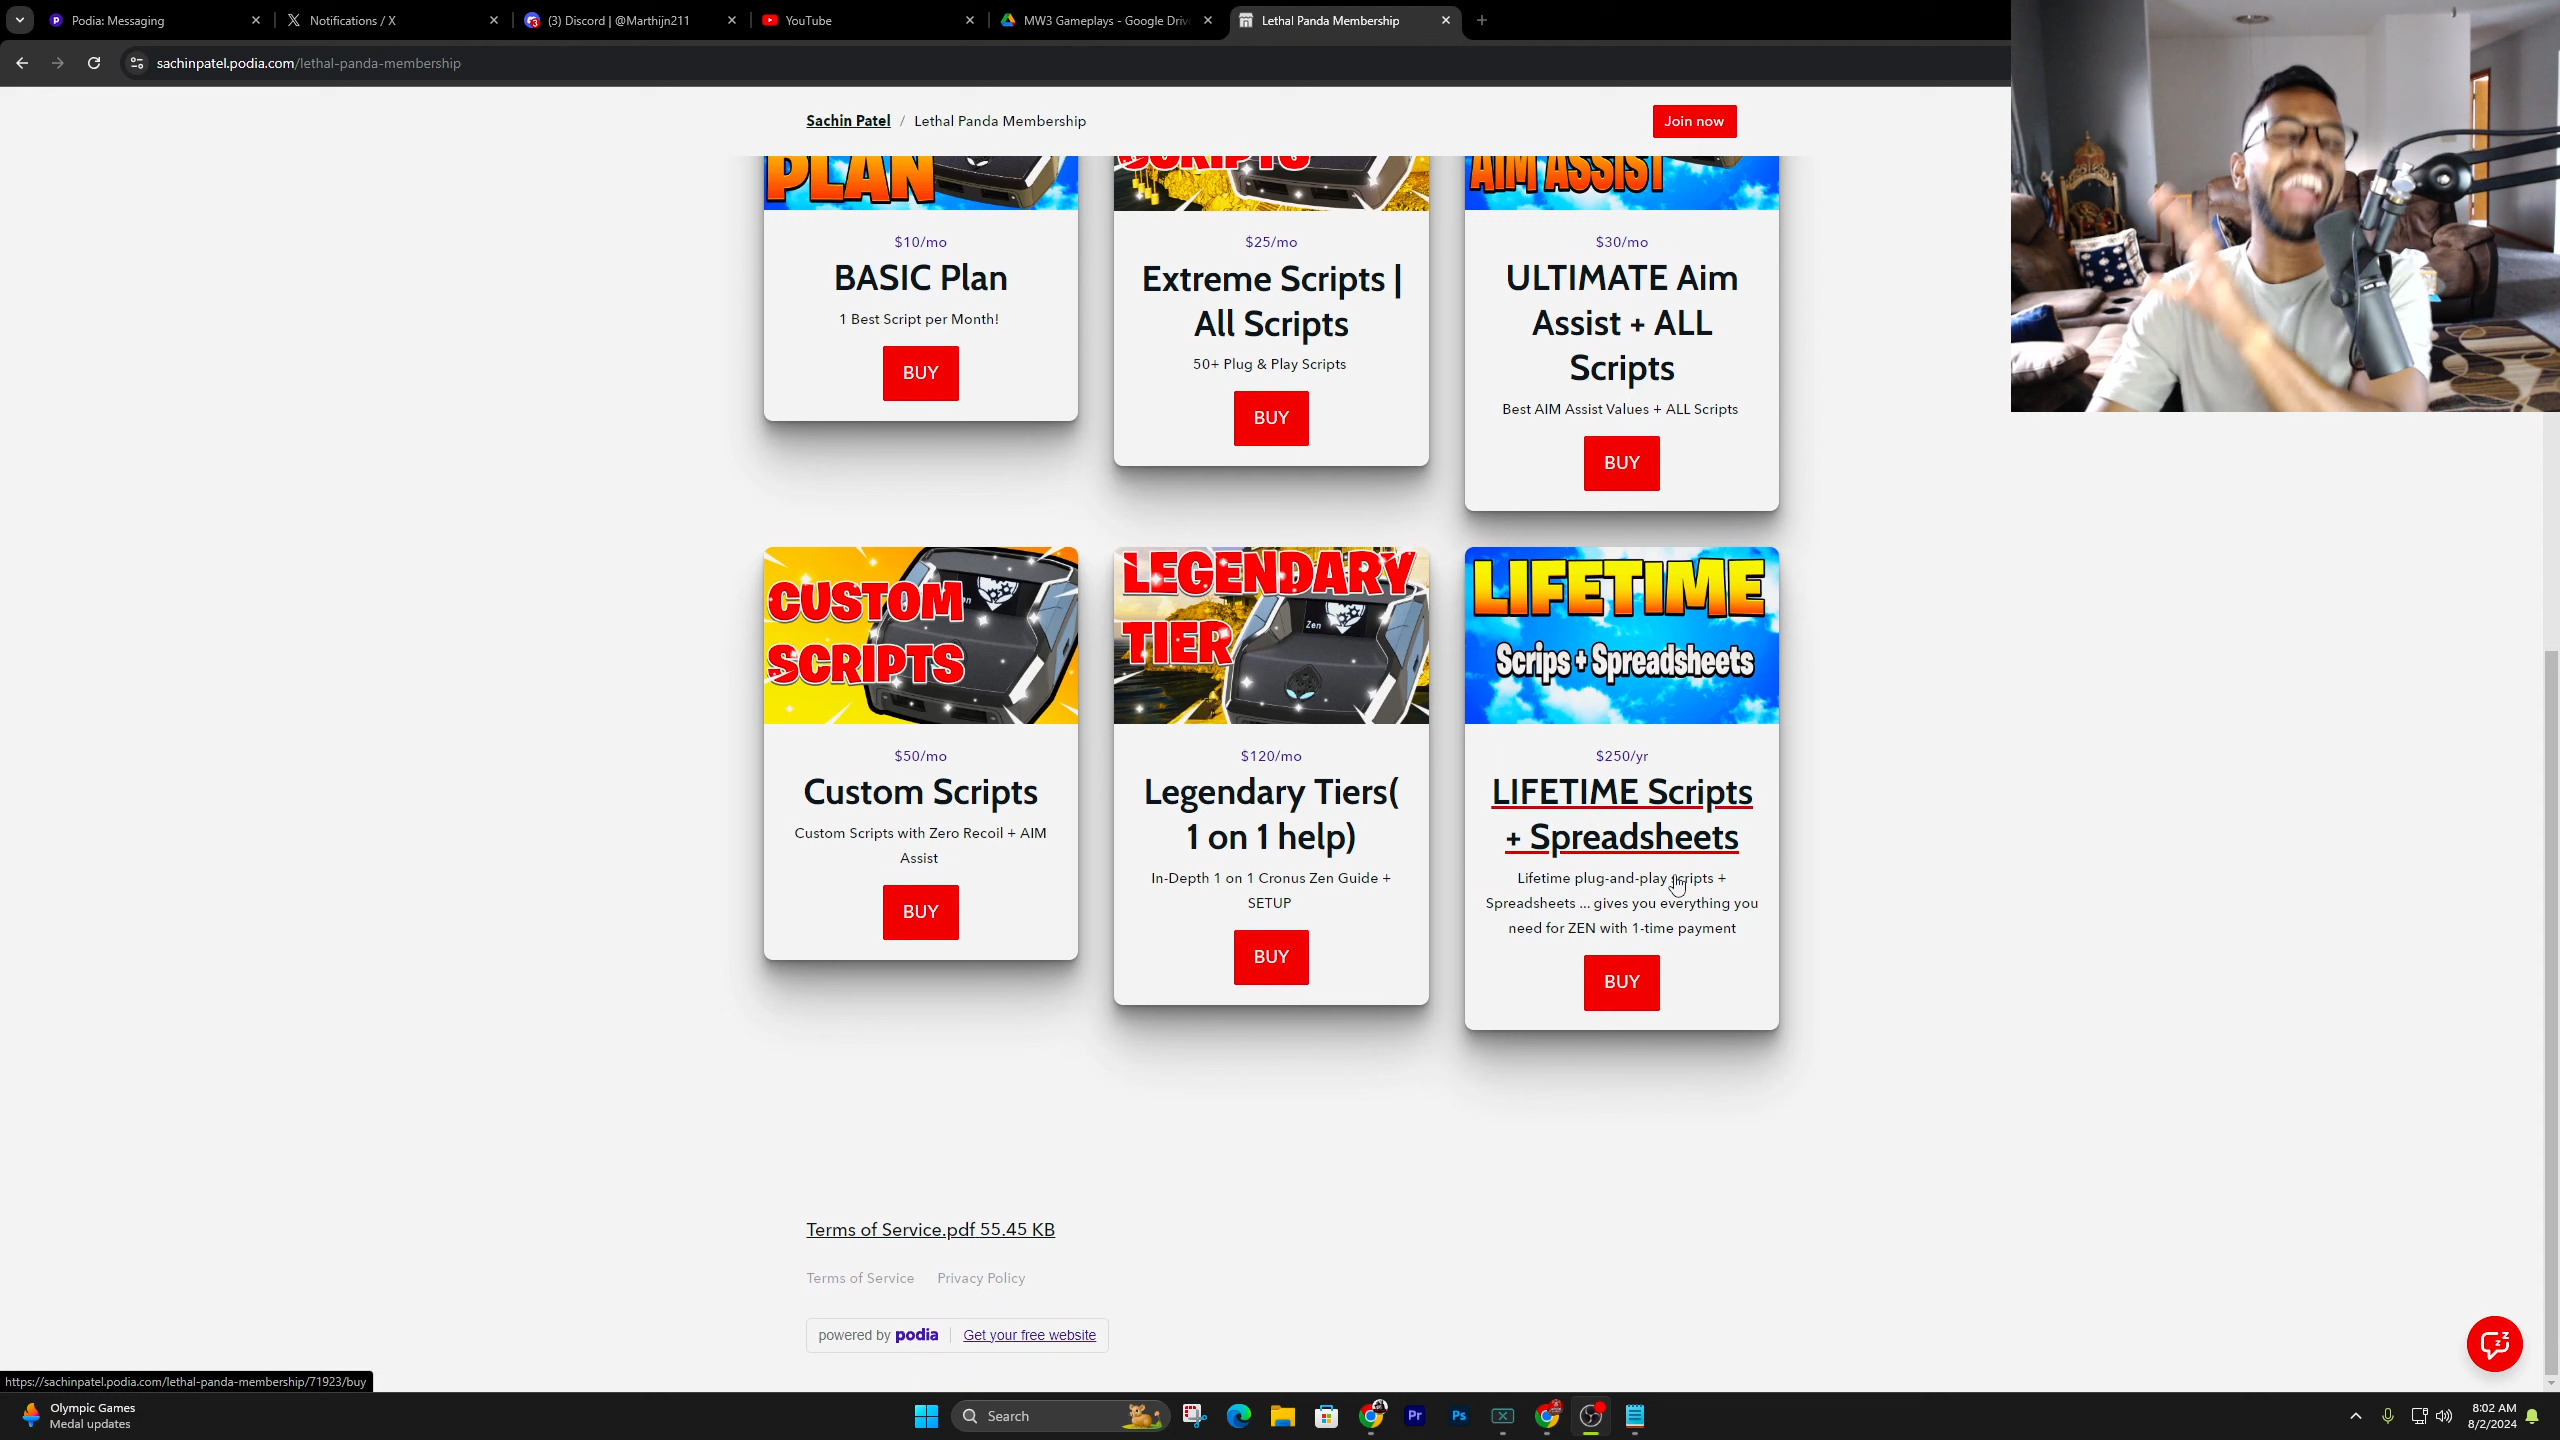 Podia: Messaging
Notifications / X
(3) Discord | @Marthijn211
YouTube
MW3 Gameplays - Google Driv
Lethal Panda Membership
sachinpatel.podia.com/lethal-panda-membership
Sachin Patel / Lethal Panda Membership
Join now
PLAN
SCRIPTS
AIM ASSIST
$10/mo
BASIC Plan
1 Best Script per Month!
BUY
$25/mo
Extreme Scripts |
All Scripts
50+ Plug & Play Scripts
BUY
$30/mo
ULTIMATE Aim
Assist + ALL
Scripts
Best AIM Assist Values + ALL Scripts
BUY
CUSTOM
SCRIPTS
$50/mo
Custom Scripts
Custom Scripts with Zero Recoil + AIM
Assist
BUY
LEGENDARY
TIER
Zen
$120/mo
Legendary Tiers(
1 on 1 help)
In-Depth 1 on 1 Cronus Zen Guide +
SETUP
BUY
LIFETIME
Scrips + Spreadsheets
$250/yr
LIFETIME Scripts
+ Spreadsheets
Lifetime plug-and-play scripts +
Spreadsheets ... gives you everything you
need for ZEN with 1-time payment
BUY
Terms of Service.pdf 55.45 KB
Terms of Service
Privacy Policy
powered by podia
Get your free website
https://sachinpatel.podia.com/lethal-panda-membership/71923/buy
Olympic Games
Medal updates
Search
Pr
Ps
8:02 AM
8/2/2024